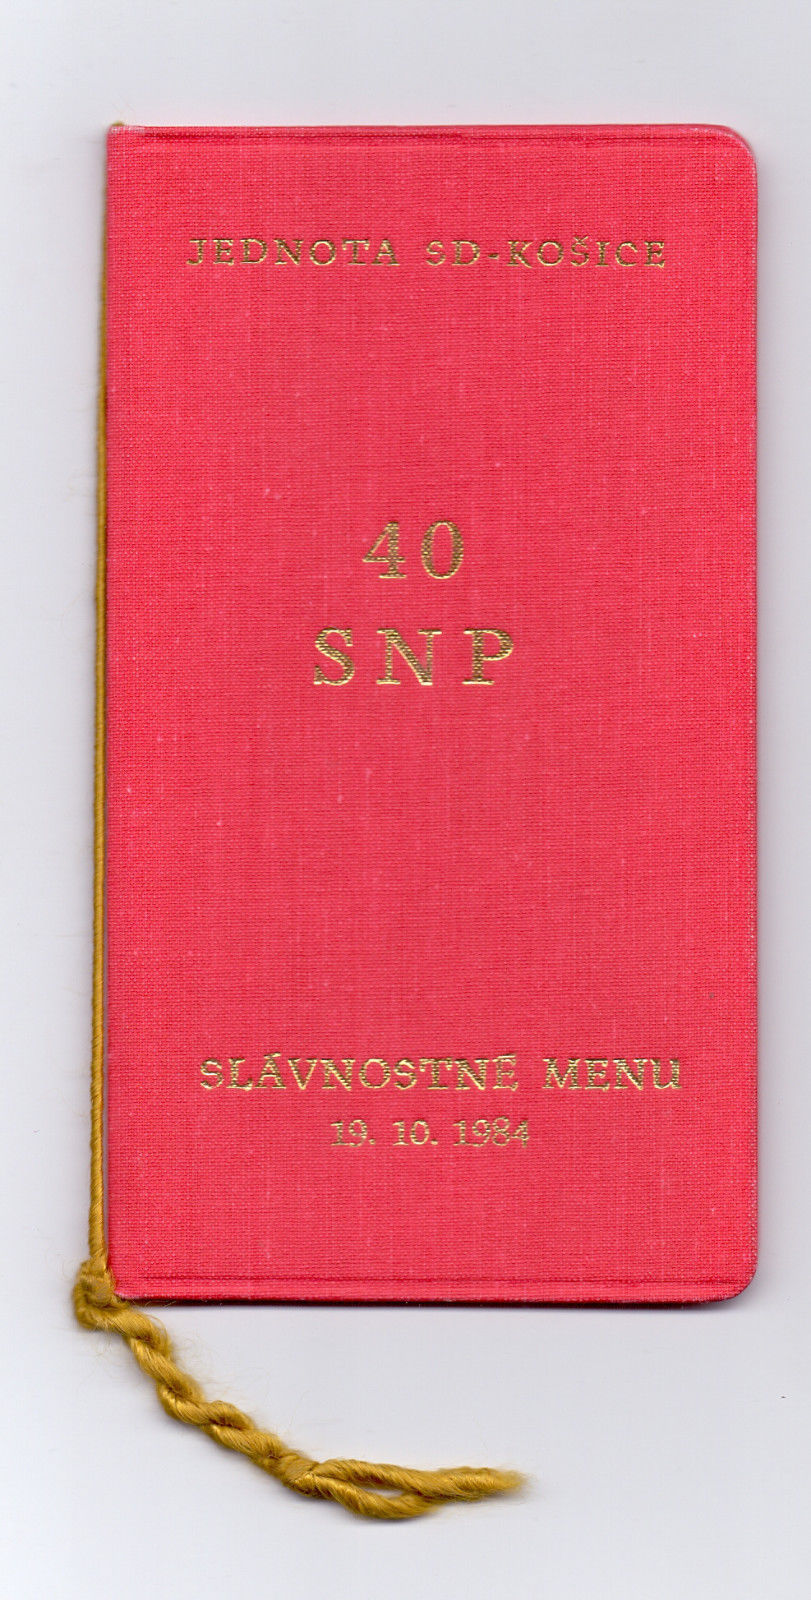 JEDNOTA SD-KOŠICE
40
SNP
SLÁVNOSTNÉ MENU
19. 10. 1984